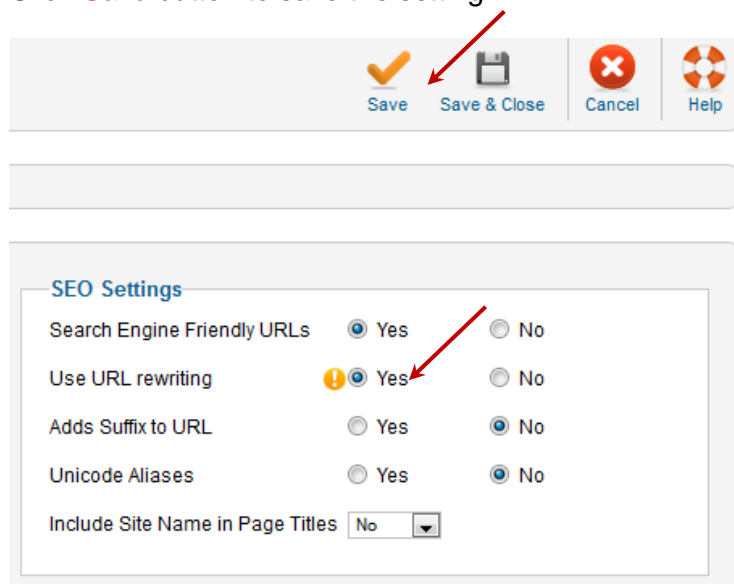 Save Save & Close Cancel Help
SEO Settings
Search Engine Friendly URLs Yes No
Use URL rewriting Yes No
Adds Suffix to URL Yes No
Unicode Aliases Yes No
Include Site Name in Page Titles No